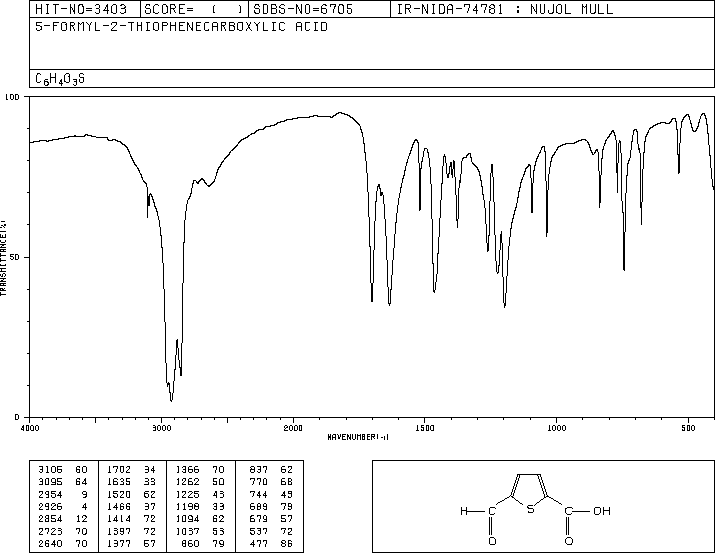 HIT-NO=3403 SCORE= ( ) SDBS-NO=6705 IR-NIDA-74781 : NUJOL MULL
5-FORMYL-2-THIOPHENECARBOXYLIC ACID
C6H4O3S
100
50
0
TRANSMITTANCE(%)
4000 3000 2000 1500 1000 500
WAVENUMBER(-1)
3105 60 1702 34 1366 70 837 62
3095 64 1635 33 1262 50 770 68
2954 9 1520 62 1225 43 744 43
2926 4 1466 37 1198 33 689 79
2854 12 1414 72 1094 62 679 57
2723 70 1397 72 1037 53 537 72
2640 70 1377 57 860 79 477 86
H C S C OH
O O